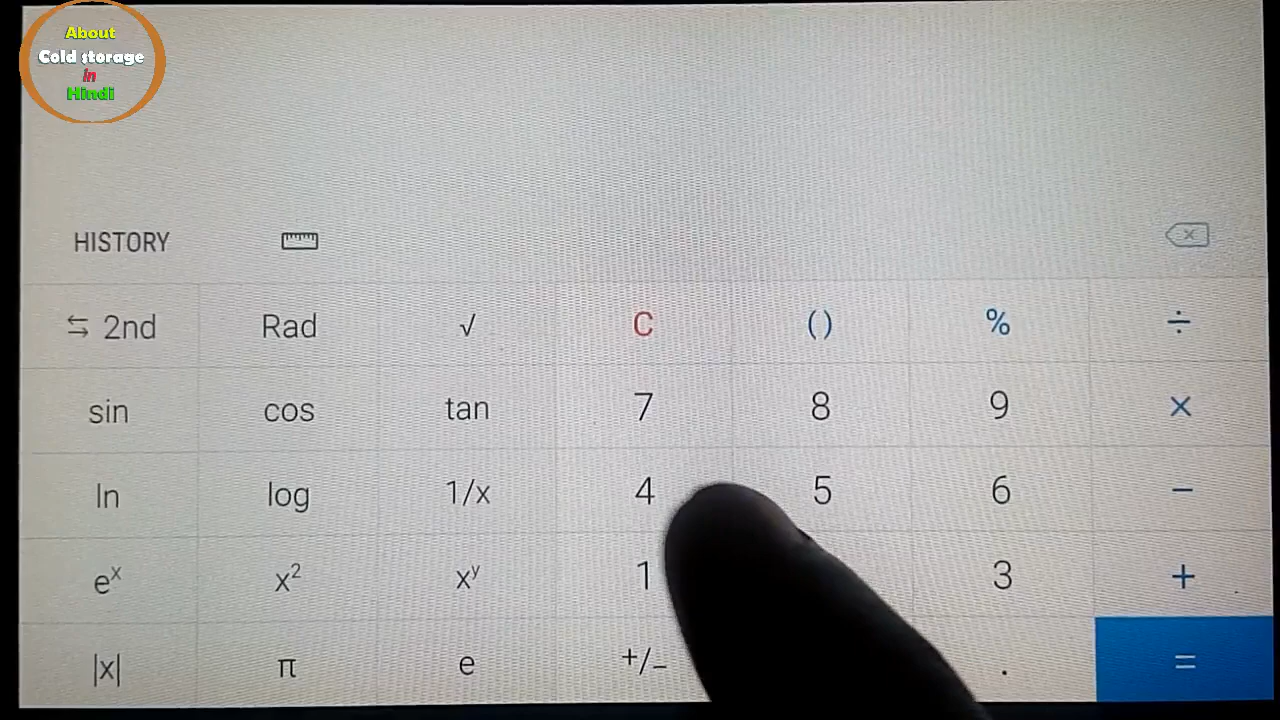 About
Cold storage
in
Hindi
HISTORY
⇆ 2nd Rad √ C () % ÷
sin cos tan 7 8 9 ×
ln log 1/x 4 5 6 −
eˣ x² xʸ 1 3 +
|x| π e +/− . =